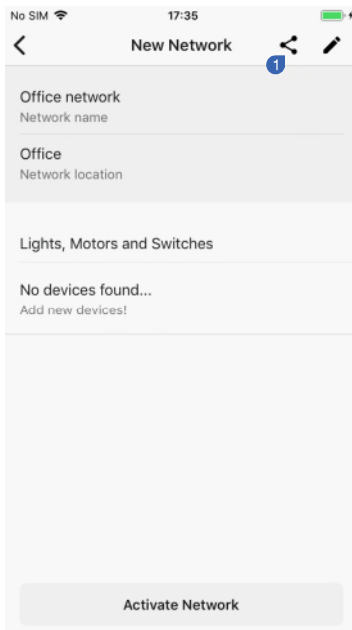 No SIM 17:35
New Network
1
Office network
Network name
Office
Network location
Lights, Motors and Switches
No devices found...
Add new devices!
Activate Network